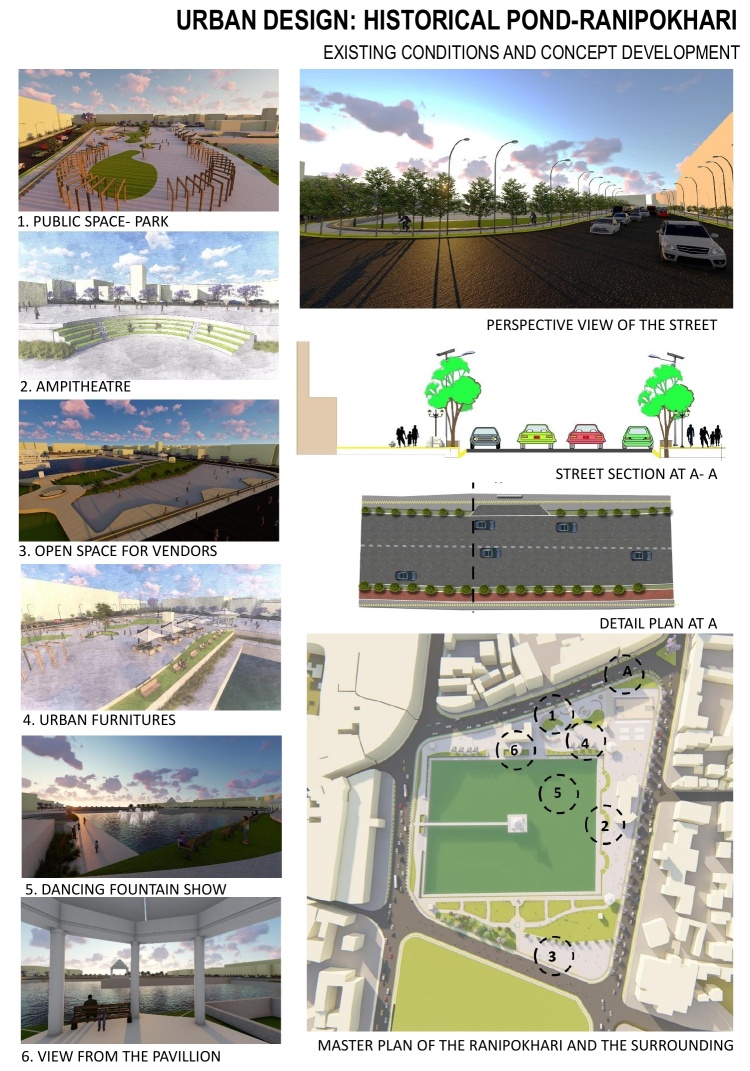 URBAN DESIGN: HISTORICAL POND-RANIPOKHARI
EXISTING CONDITIONS AND CONCEPT DEVELOPMENT
1. PUBLIC SPACE- PARK
2. AMPITHEATRE
3. OPEN SPACE FOR VENDORS
4. URBAN FURNITURES
5. DANCING FOUNTAIN SHOW
6. VIEW FROM THE PAVILLION
PERSPECTIVE VIEW OF THE STREET
STREET SECTION AT A- A
DETAIL PLAN AT A
A
1
4
6
5
2
3
MASTER PLAN OF THE RANIPOKHARI AND THE SURROUNDING